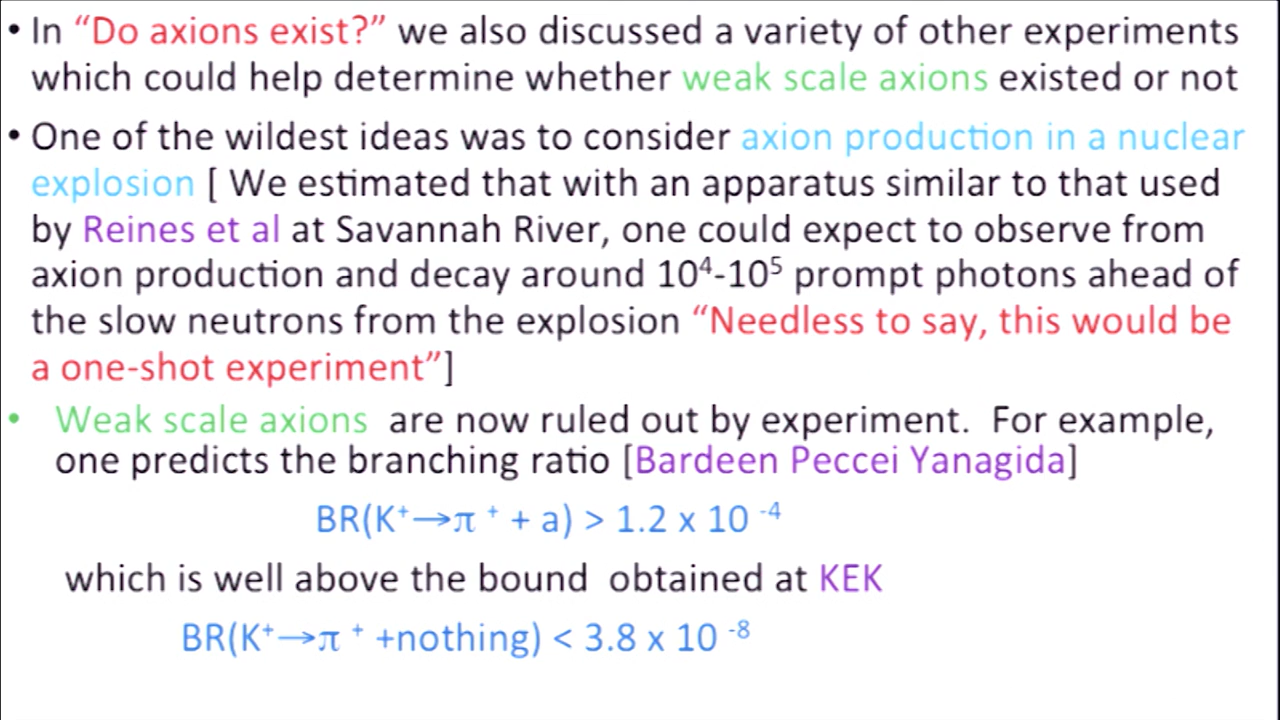 • In “Do axions exist?” we also discussed a variety of other experiments
which could help determine whether weak scale axions existed or not
• One of the wildest ideas was to consider axion production in a nuclear
explosion [ We estimated that with an apparatus similar to that used
by Reines et al at Savannah River, one could expect to observe from
axion production and decay around 10⁴-10⁵ prompt photons ahead of
the slow neutrons from the explosion “Needless to say, this would be
a one-shot experiment”]
• Weak scale axions are now ruled out by experiment. For example,
one predicts the branching ratio [Bardeen Peccei Yanagida]
BR(K⁺→π ⁺ + a) > 1.2 x 10 ⁻⁴
which is well above the bound obtained at KEK
BR(K⁺→π ⁺ +nothing) < 3.8 x 10 ⁻⁸